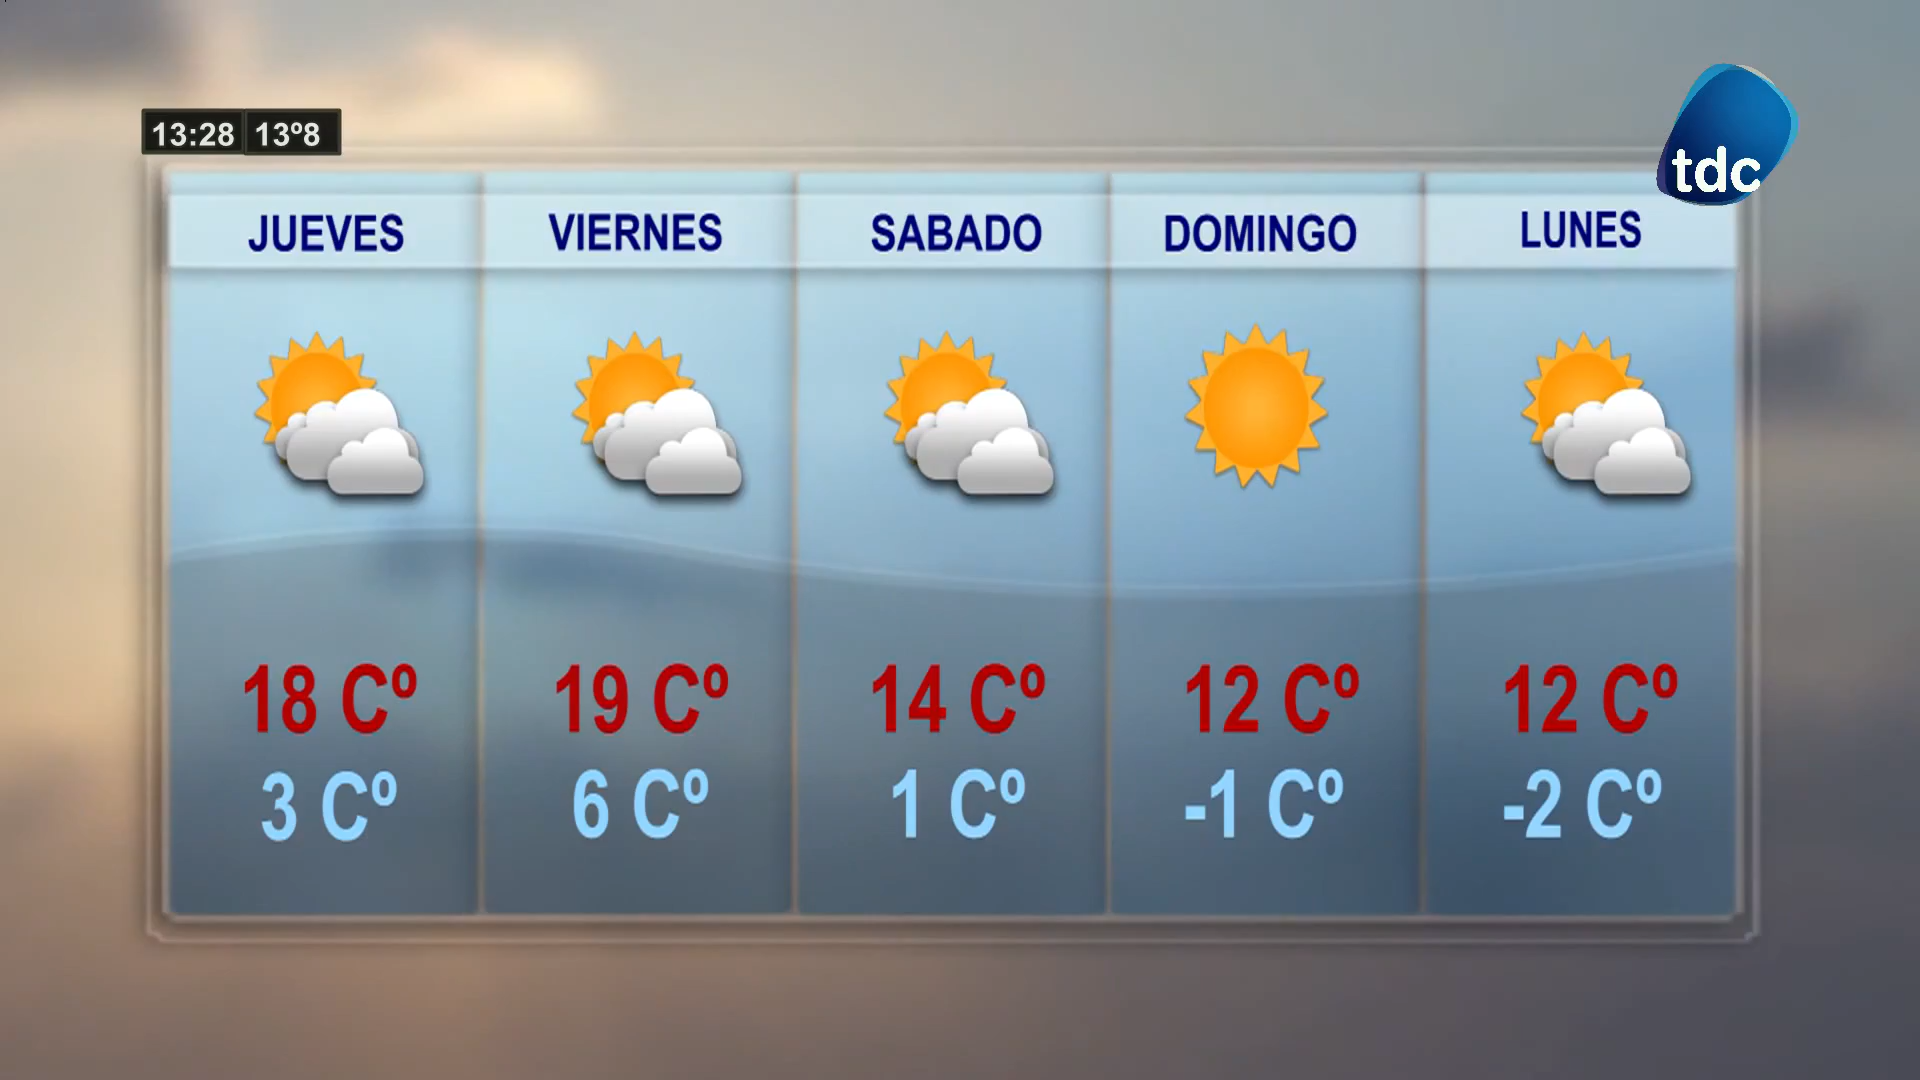 13:28 13º8
tdc
JUEVES VIERNES SABADO DOMINGO LUNES
18 Cº 19 Cº 14 Cº 12 Cº 12 Cº
3 Cº 6 Cº 1 Cº -1 Cº -2 Cº